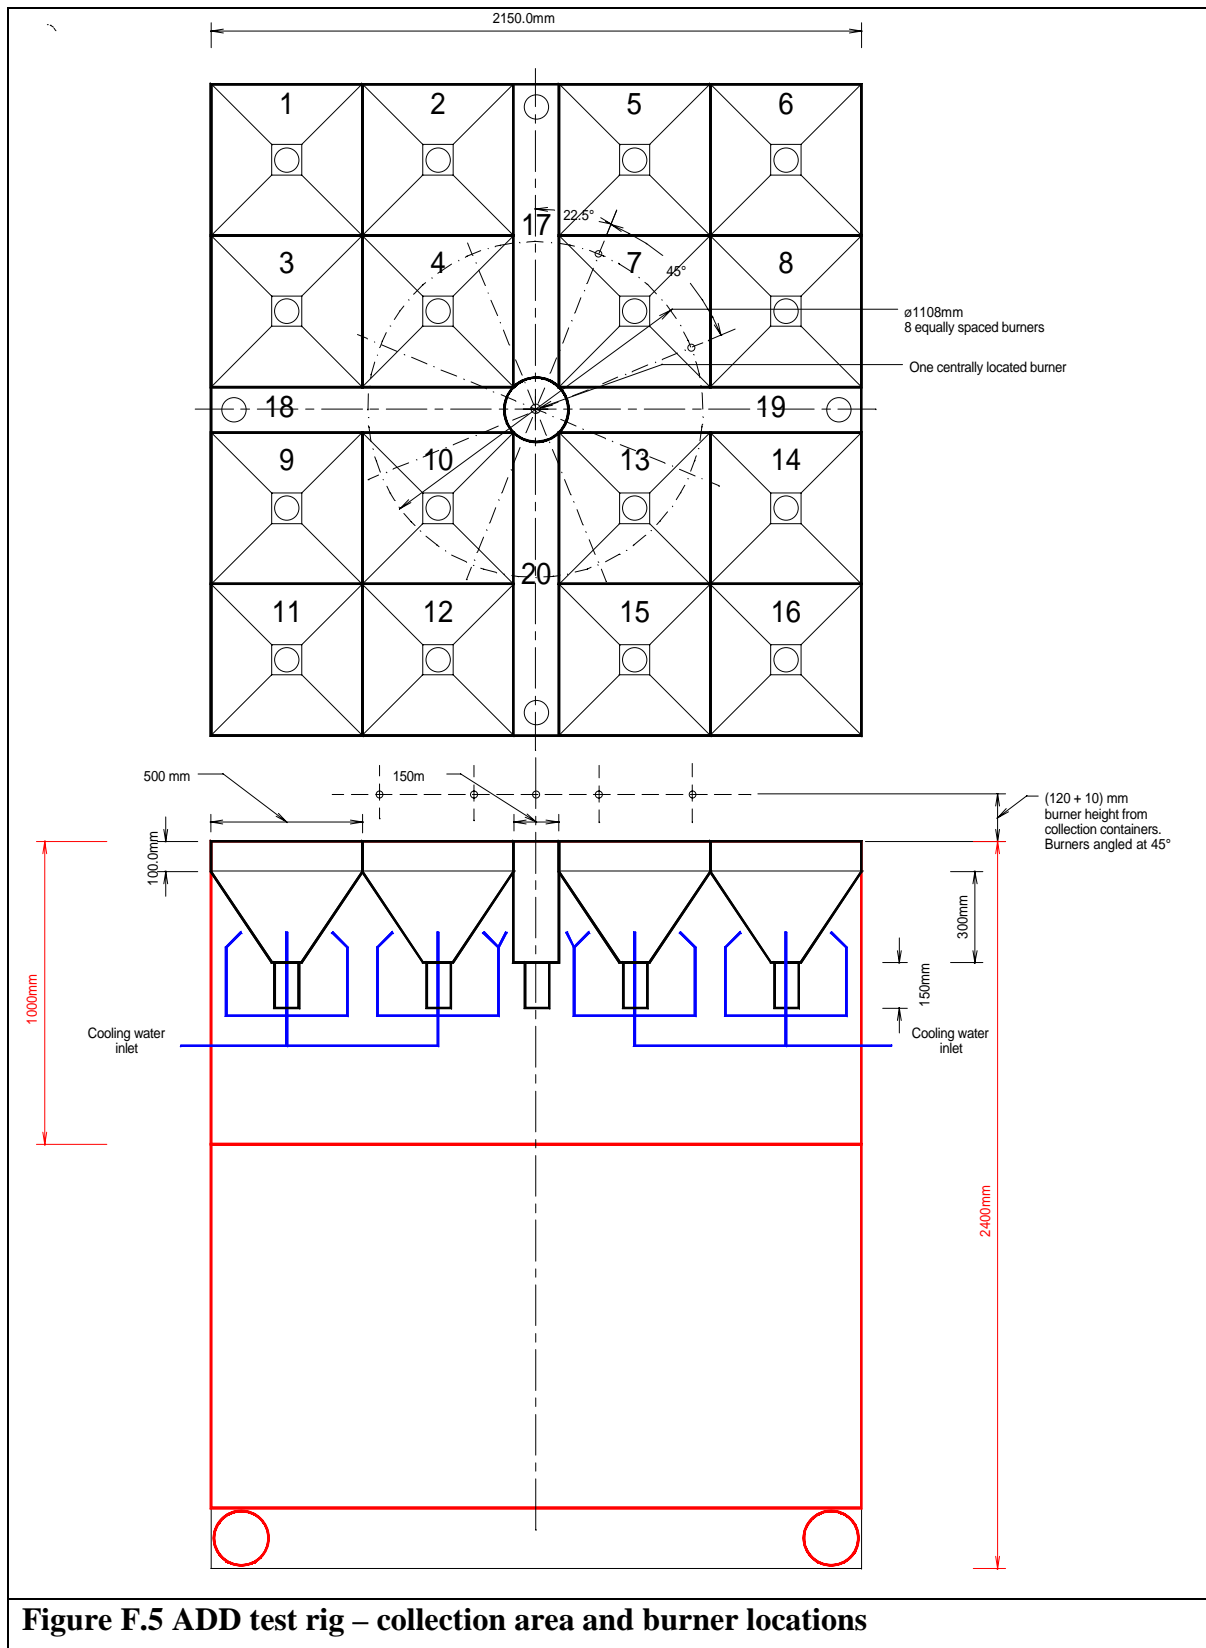 2150.0mm
1
2
5
6
17
22.5°
3
4
7
45°
8
ø1108mm
8 equally spaced burners
One centrally located burner
18
19
9
10
13
14
20
11
12
15
16
500 mm
150m
(120 + 10) mm
burner height from
collection containers.
Burners angled at 45°
100.0mm
300mm
150mm
1000mm
Cooling water
inlet
Cooling water
inlet
2400mm
Figure F.5 ADD test rig – collection area and burner locations